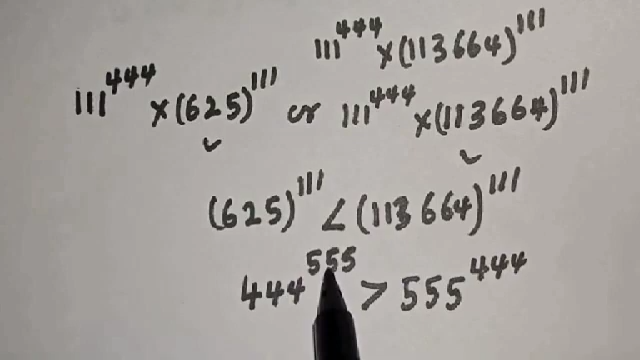 111^444 × (113664)^111
111^444 × (625)^111 or 111^444 × (113664)^111
(625)^111 < (113664)^111
444^555 > 555^444